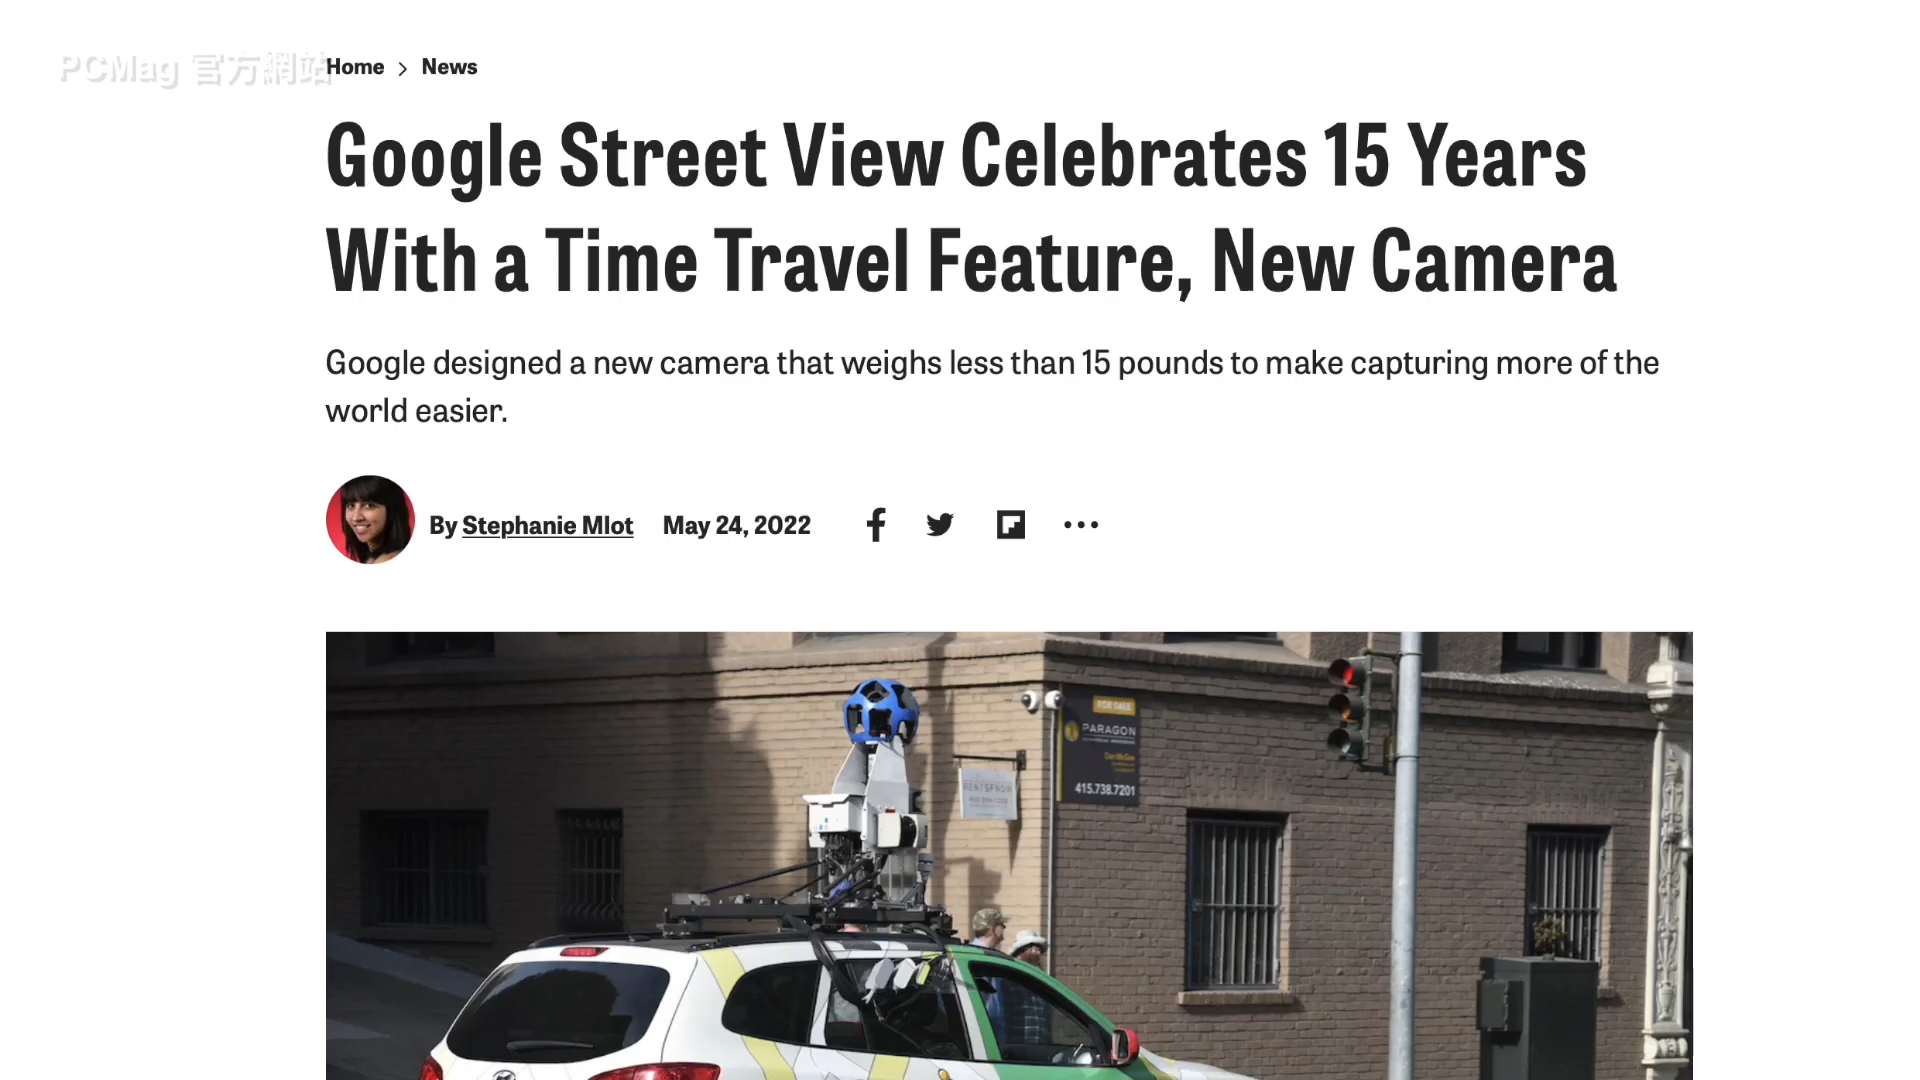 PCMag 官方網站
Home > News
Google Street View Celebrates 15 Years
With a Time Travel Feature, New Camera
Google designed a new camera that weighs less than 15 pounds to make capturing more of the
world easier.
By Stephanie Mlot May 24, 2022
FOR SALE
PARAGON
415.738.7201